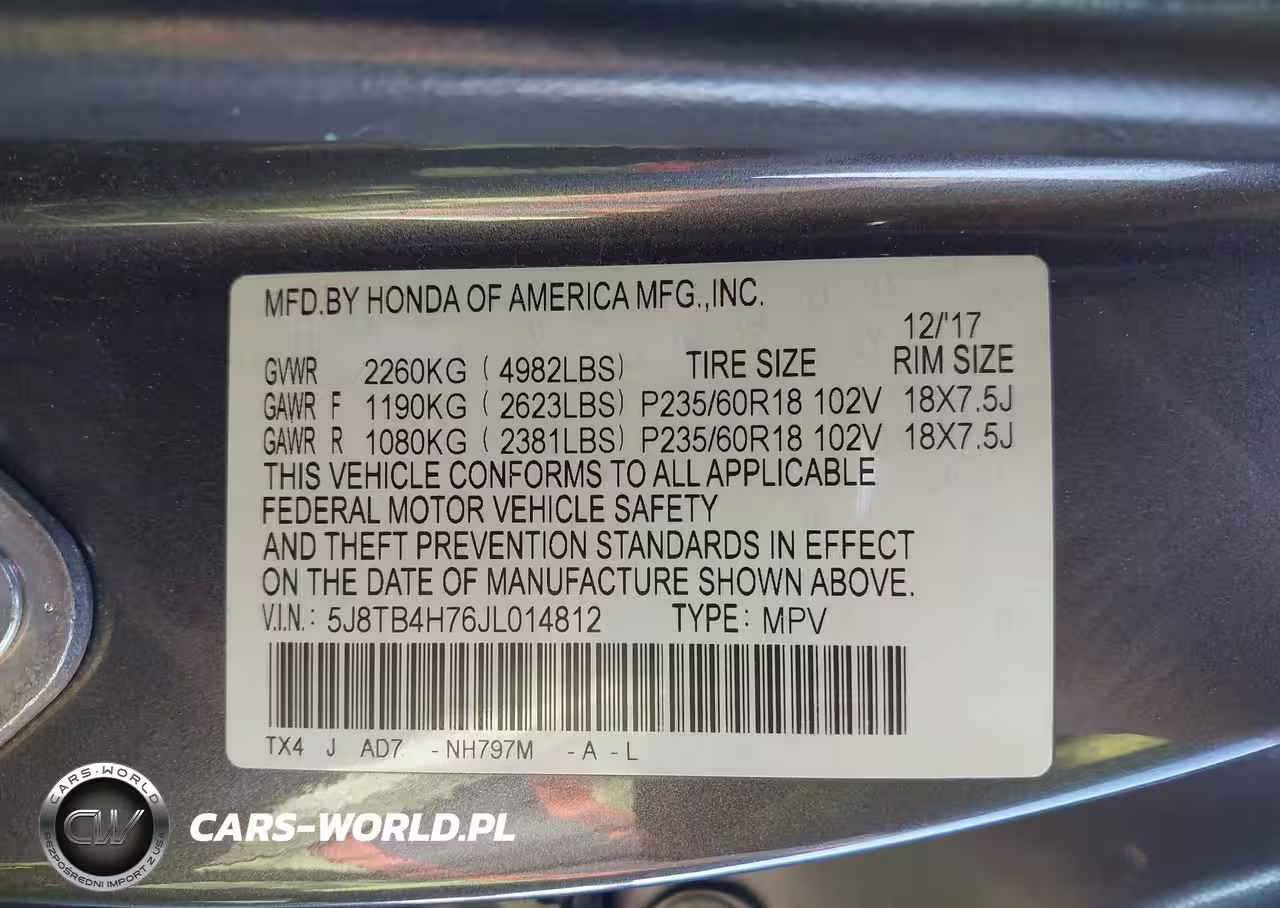 MFD.BY HONDA OF AMERICA MFG.,INC.
12/'17
GVWR 2260KG ( 4982LBS) TIRE SIZE RIM SIZE
GAWR F 1190KG ( 2623LBS) P235/60R18 102V 18X7.5J
GAWR R 1080KG ( 2381LBS) P235/60R18 102V 18X7.5J
THIS VEHICLE CONFORMS TO ALL APPLICABLE
FEDERAL MOTOR VEHICLE SAFETY
AND THEFT PREVENTION STANDARDS IN EFFECT
ON THE DATE OF MANUFACTURE SHOWN ABOVE.
V.I.N.: 5J8TB4H76JL014812 TYPE: MPV
TX4 J AD7 -NH797M -A -L
CARS-WORLD
CW
BEZPOŚREDNI IMPORT Z USA
CARS-WORLD.PL